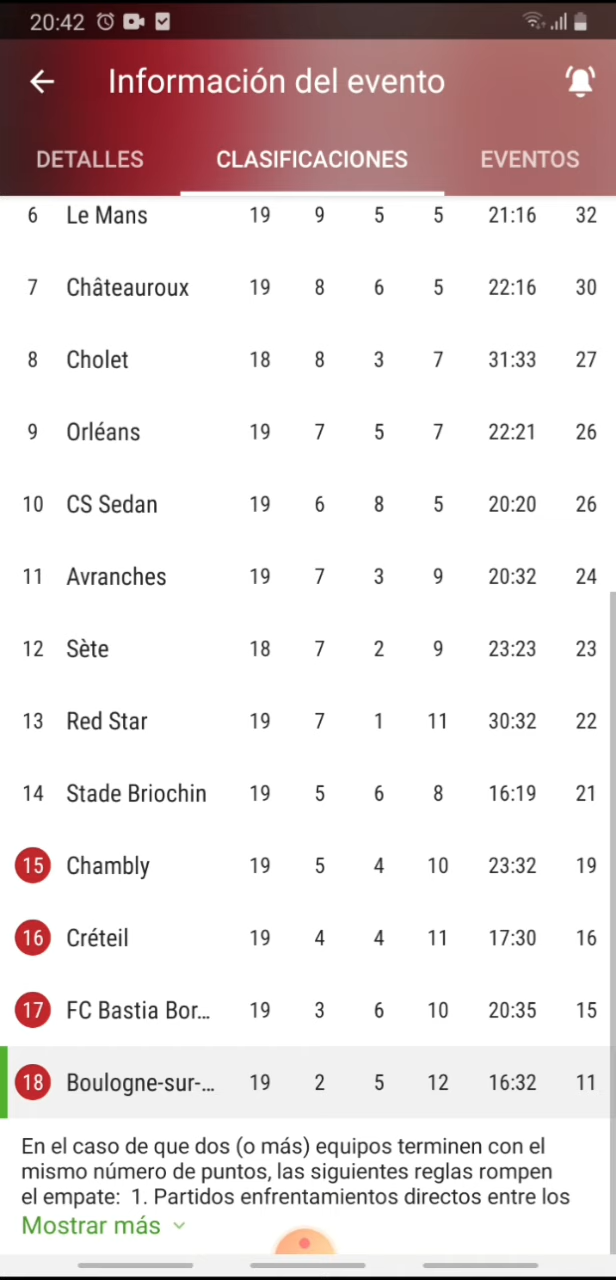 20:42
Información del evento
DETALLES CLASIFICACIONES EVENTOS
6 Le Mans 19 9 5 5 21:16 32
7 Châteauroux 19 8 6 5 22:16 30
8 Cholet 18 8 3 7 31:33 27
9 Orléans 19 7 5 7 22:21 26
10 CS Sedan 19 6 8 5 20:20 26
11 Avranches 19 7 3 9 20:32 24
12 Sète 18 7 2 9 23:23 23
13 Red Star 19 7 1 11 30:32 22
14 Stade Briochin 19 5 6 8 16:19 21
15 Chambly 19 5 4 10 23:32 19
16 Créteil 19 4 4 11 17:30 16
17 FC Bastia Bor... 19 3 6 10 20:35 15
18 Boulogne-sur-... 19 2 5 12 16:32 11
En el caso de que dos (o más) equipos terminen con el
mismo número de puntos, las siguientes reglas rompen
el empate: 1. Partidos enfrentamientos directos entre los
Mostrar más